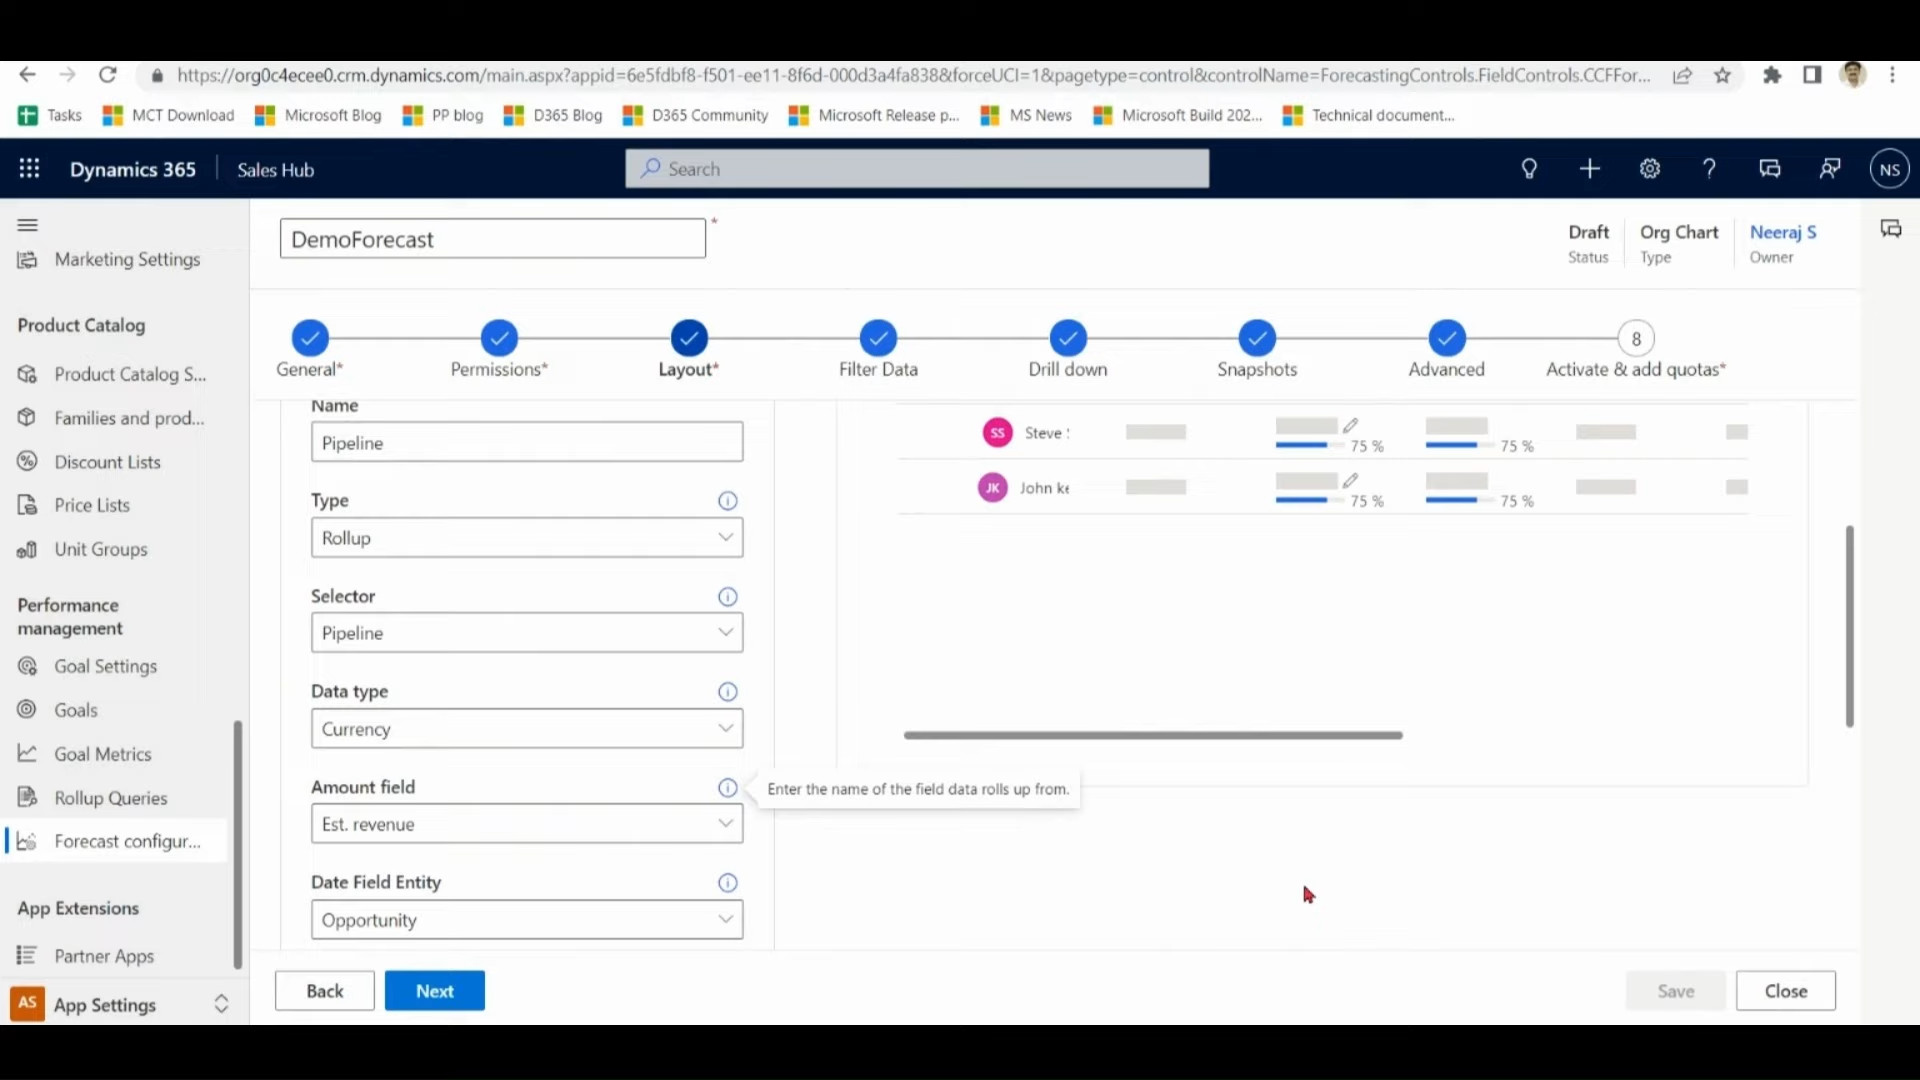 https://org0c4ecee0.crm.dynamics.com/main.aspx?appid=6e5fdbf8-f501-ee11-8f6d-000d3a4fa838&forceUCI=1&pagetype=control&controlName=ForecastingControls.FieldControls.CCFFor...
Tasks
MCT Download
Microsoft Blog
PP blog
D365 Blog
D365 Community
Microsoft Release p...
MS News
Microsoft Build 202...
Technical document...
Dynamics 365
Sales Hub
Search
NS
Marketing Settings
Product Catalog
Product Catalog S...
Families and prod...
Discount Lists
Price Lists
Unit Groups
Performance
management
Goal Settings
Goals
Goal Metrics
Rollup Queries
Forecast configur...
App Extensions
Partner Apps
AS
App Settings
DemoForecast
*
Draft
Status
Org Chart
Type
Neeraj S
Owner
General*
Permissions*
Layout*
Filter Data
Drill down
Snapshots
Advanced
8
Activate & add quotas*
Name
Pipeline
Type
Rollup
Selector
Pipeline
Data type
Currency
Amount field
Enter the name of the field data rolls up from.
Est. revenue
Date Field Entity
Opportunity
SS
Steve
75 %
75 %
JK
John ke
75 %
75 %
Back
Next
Save
Close